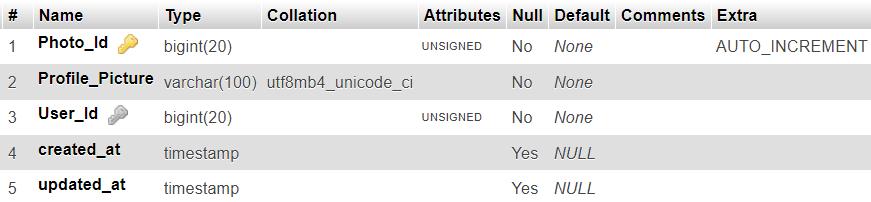 # Name Type Collation Attributes Null Default Comments Extra
1 Photo_Id bigint(20) UNSIGNED No None AUTO_INCREMENT
2 Profile_Picture varchar(100) utf8mb4_unicode_ci No None
3 User_Id bigint(20) UNSIGNED No None
4 created_at timestamp Yes NULL
5 updated_at timestamp Yes NULL